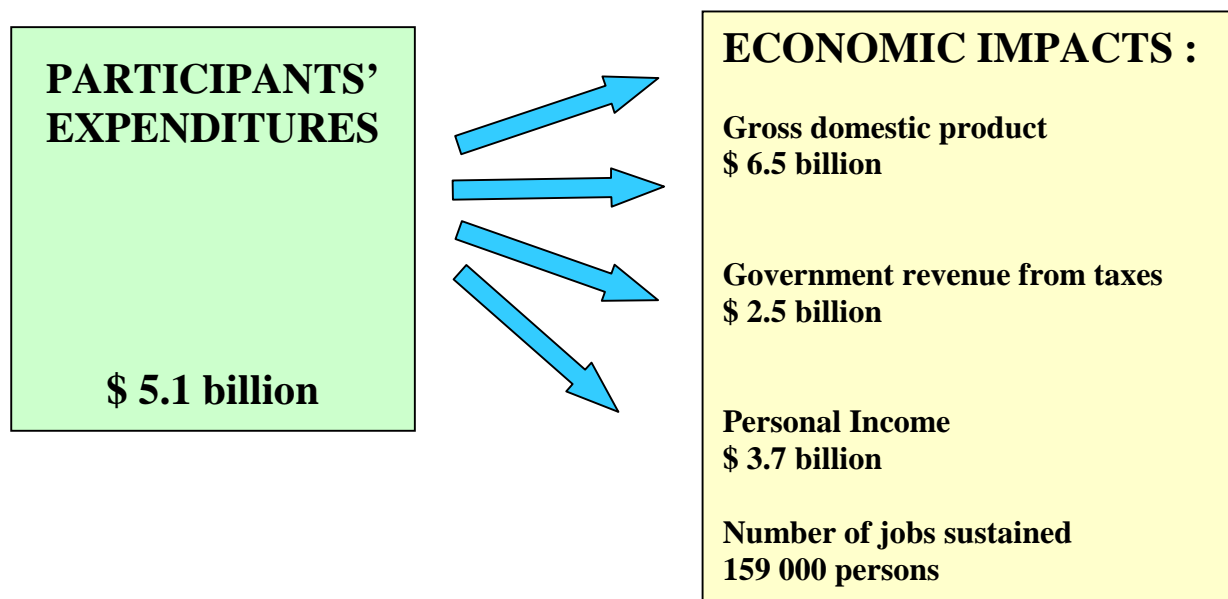 PARTICIPANTS’
EXPENDITURES
$ 5.1 billion
ECONOMIC IMPACTS :
Gross domestic product
$ 6.5 billion
Government revenue from taxes
$ 2.5 billion
Personal Income
$ 3.7 billion
Number of jobs sustained
159 000 persons